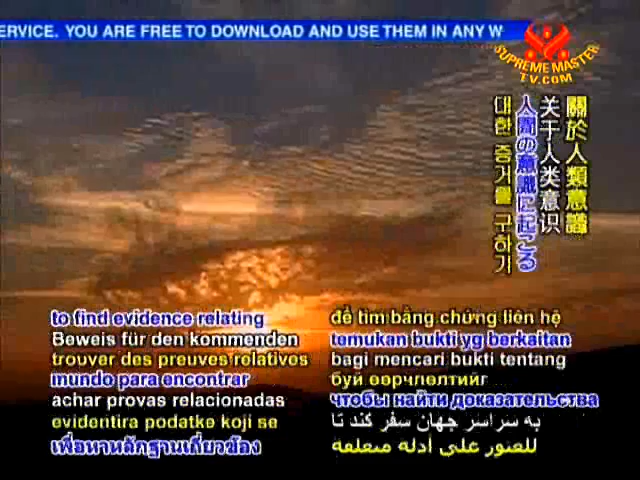 ERVICE. YOU ARE FREE TO DOWNLOAD AND USE THEM IN ANY W
SUPREME MASTER
TV.COM
關於人類意識
关于人类意识
人間の意識に起こる
대한 증거를 구하기
to find evidence relating
Beweis für den kommenden
trouver des preuves relativos
mundo para encontrar
achar provas relacionadas
evidentira podatke koji se
เพื่อหาหลักฐานเกี่ยวข้อง
để tìm bằng chứng liên hệ
temukan bukti yg berkaitan
bagi mencari bukti tentang
буй өөрчлөлтийг
чтобы найти доказательства
به سراسر جهان سفر کند تا
للعثور على أدلة متعلقة